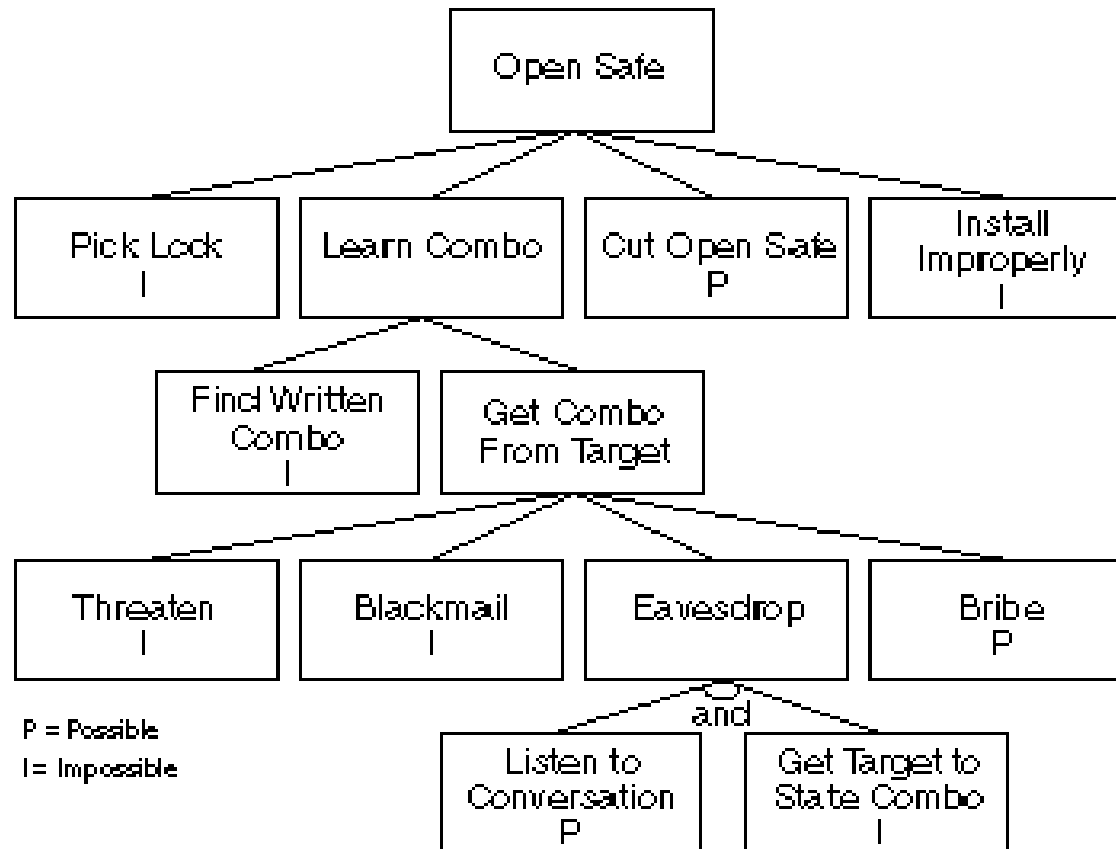 Open Safe
Pick Lock
I
Learn Combo
Cut Open Safe
P
Install
Improperly
I
Find Written
Combo
I
Get Combo
From Target
Threaten
I
Blackmail
I
Eavesdrop
Bribe
P
and
P = Possible
I = Impossible
Listen to
Conversation
P
Get Target to
State Combo
I